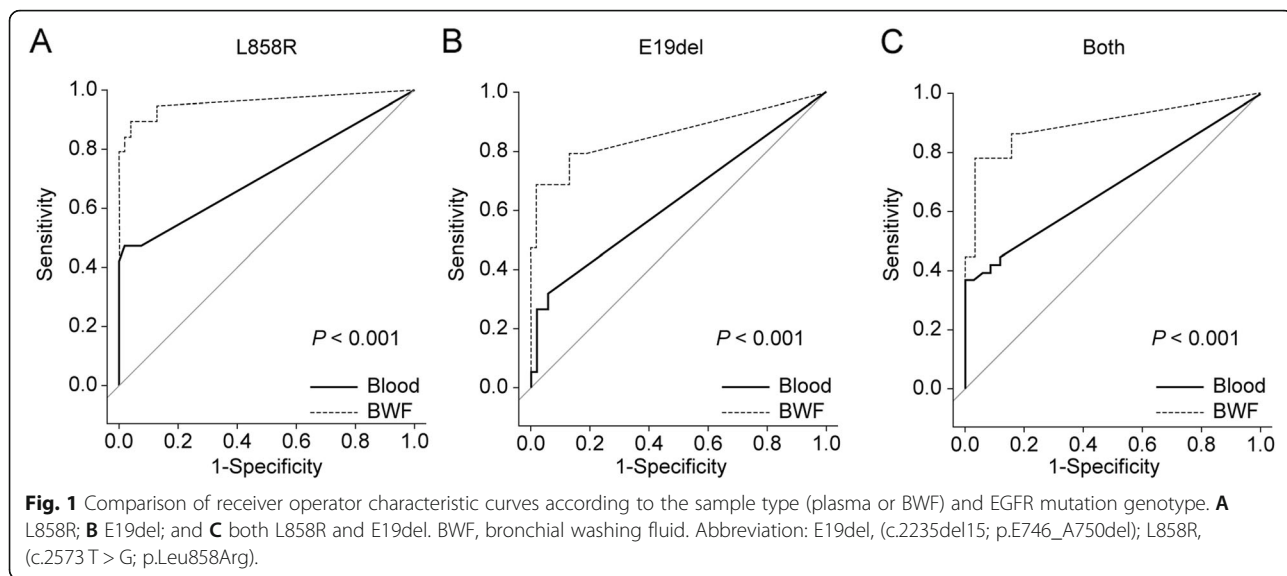 A
L858R
1.0
0.8
0.6
0.4
0.2
0.0
Sensitivity
P < 0.001
Blood
BWF
0.0 0.2 0.4 0.6 0.8 1.0
1-Specificity
B
E19del
1.0
0.8
0.6
0.4
0.2
0.0
Sensitivity
P < 0.001
Blood
BWF
0.0 0.2 0.4 0.6 0.8 1.0
1-Specificity
C
Both
1.0
0.8
0.6
0.4
0.2
0.0
Sensitivity
P < 0.001
Blood
BWF
0.0 0.2 0.4 0.6 0.8 1.0
1-Specificity
Fig. 1 Comparison of receiver operator characteristic curves according to the sample type (plasma or BWF) and EGFR mutation genotype. A
L858R; B E19del; and C both L858R and E19del. BWF, bronchial washing fluid. Abbreviation: E19del, (c.2235del15; p.E746_A750del); L858R,
(c.2573 T > G; p.Leu858Arg).